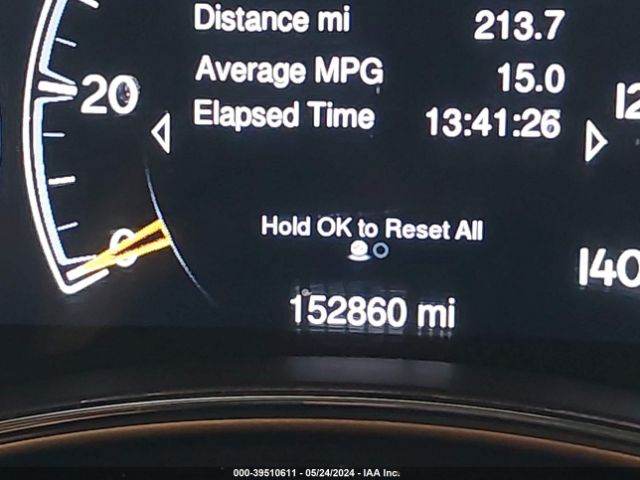 Distance mi 213.7
Average MPG 15.0
Elapsed Time 13:41:26
20
12
0
Hold OK to Reset All
140
152860 mi
000-39510611 - 05/24/2024 - IAA Inc.